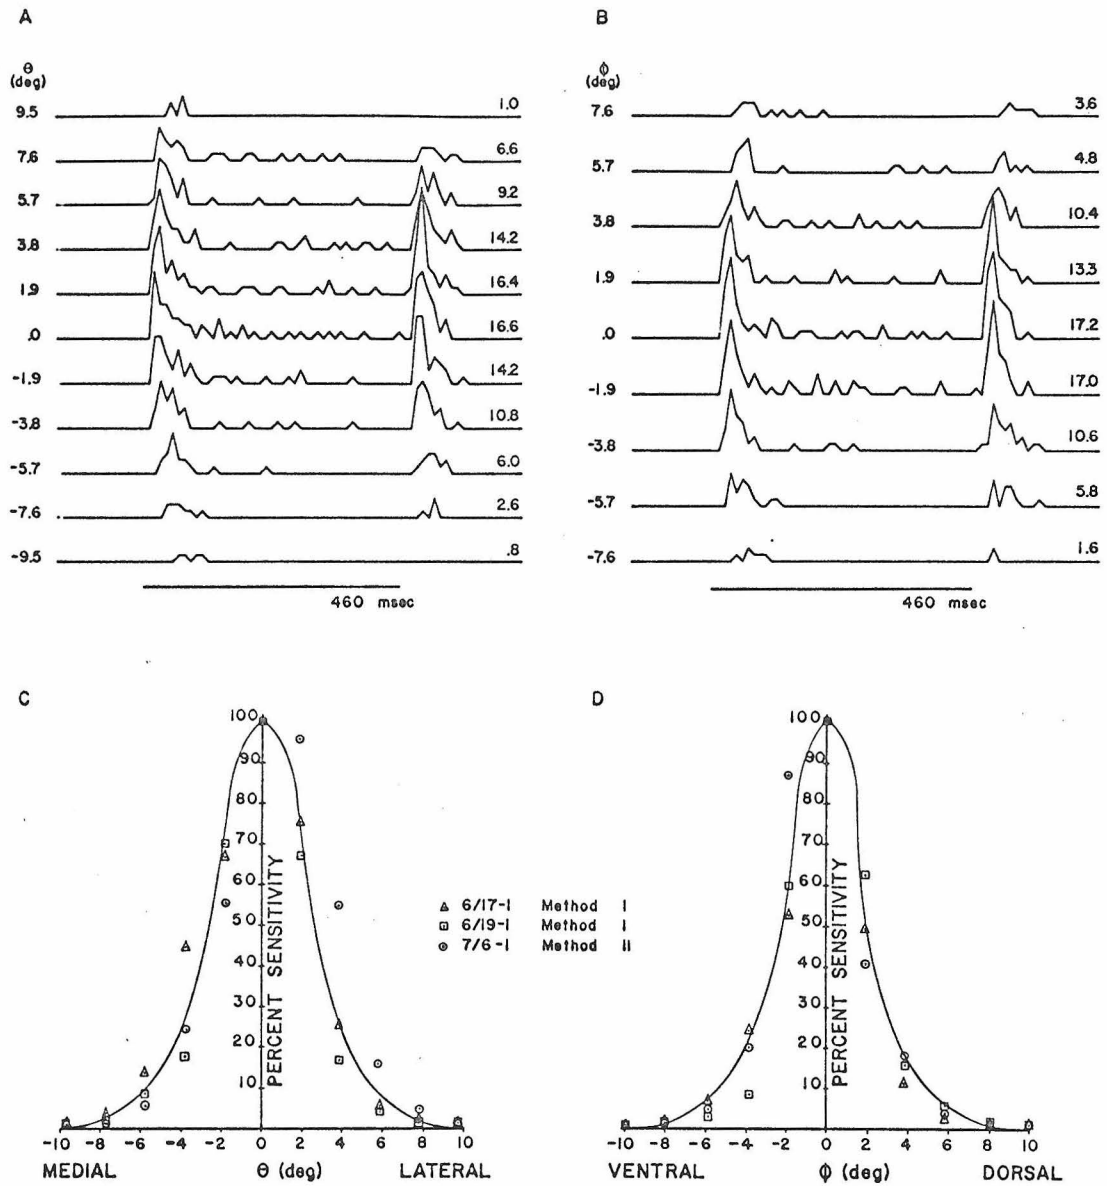 A
θ
(deg)
9.5 1.0
7.6 6.6
5.7 9.2
3.8 14.2
1.9 16.4
.0 16.6
-1.9 14.2
-3.8 10.8
-5.7 6.0
-7.6 2.6
-9.5 .8
460 msec
B
ϕ
(deg)
7.6 3.6
5.7 4.8
3.8 10.4
1.9 13.3
.0 17.2
-1.9 17.0
-3.8 10.6
-5.7 5.8
-7.6 1.6
460 msec
C
100
90
80
70
60
50
40
30
20
10
PERCENT SENSITIVITY
-10 -8 -6 -4 -2 0 2 4 6 8 10
MEDIAL θ (deg) LATERAL
6/17-1 Method I
6/19-1 Method I
7/6-1 Method II
D
100
90
80
70
60
50
40
30
20
10
PERCENT SENSITIVITY
-10 -8 -6 -4 -2 0 2 4 6 8 10
VENTRAL ϕ (deg) DORSAL